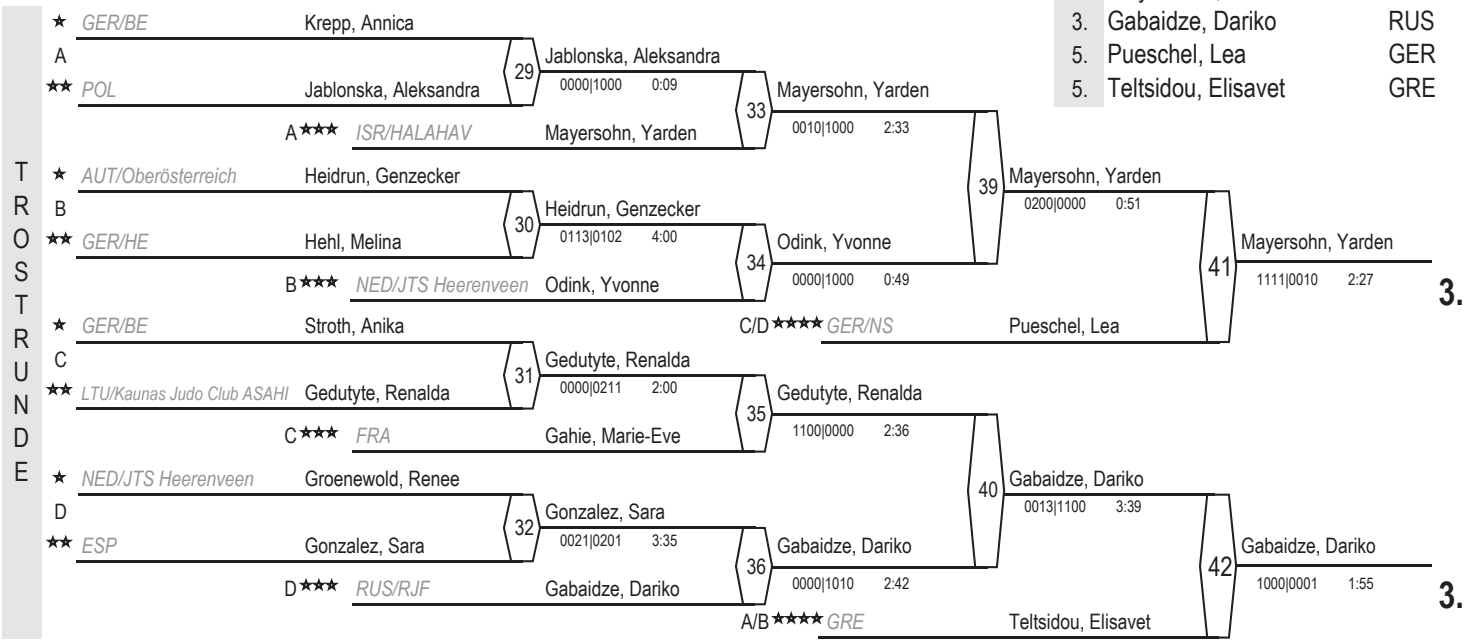 3. Gabaidze, Dariko RUS
5. Pueschel, Lea GER
5. Teltsidou, Elisavet GRE
TROSTRUNDE
★ GER/BE Krepp, Annica
A
29 Jablonska, Aleksandra
0000|1000 0:09
★★ POL Jablonska, Aleksandra
33 Mayersohn, Yarden
0010|1000 2:33
A★★★ ISR/HALAHAV Mayersohn, Yarden
39 Mayersohn, Yarden
0200|0000 0:51
★ AUT/Oberösterreich Heidrun, Genzecker
B
30 Heidrun, Genzecker
0113|0102 4:00
★★ GER/HE Hehl, Melina
34 Odink, Yvonne
0000|1000 0:49
B★★★ NED/JTS Heerenveen Odink, Yvonne
41 Mayersohn, Yarden
1111|0010 2:27
3.
C/D★★★★ GER/NS Pueschel, Lea
★ GER/BE Stroth, Anika
C
31 Gedutyte, Renalda
0000|0211 2:00
★★ LTU/Kaunas Judo Club ASAHI Gedutyte, Renalda
35 Gedutyte, Renalda
1100|0000 2:36
C★★★ FRA Gahie, Marie-Eve
40 Gabaidze, Dariko
0013|1100 3:39
★ NED/JTS Heerenveen Groenewold, Renee
D
32 Gonzalez, Sara
0021|0201 3:35
★★ ESP Gonzalez, Sara
36 Gabaidze, Dariko
0000|1010 2:42
D★★★ RUS/RJF Gabaidze, Dariko
42 Gabaidze, Dariko
1000|0001 1:55
3.
A/B★★★★ GRE Teltsidou, Elisavet